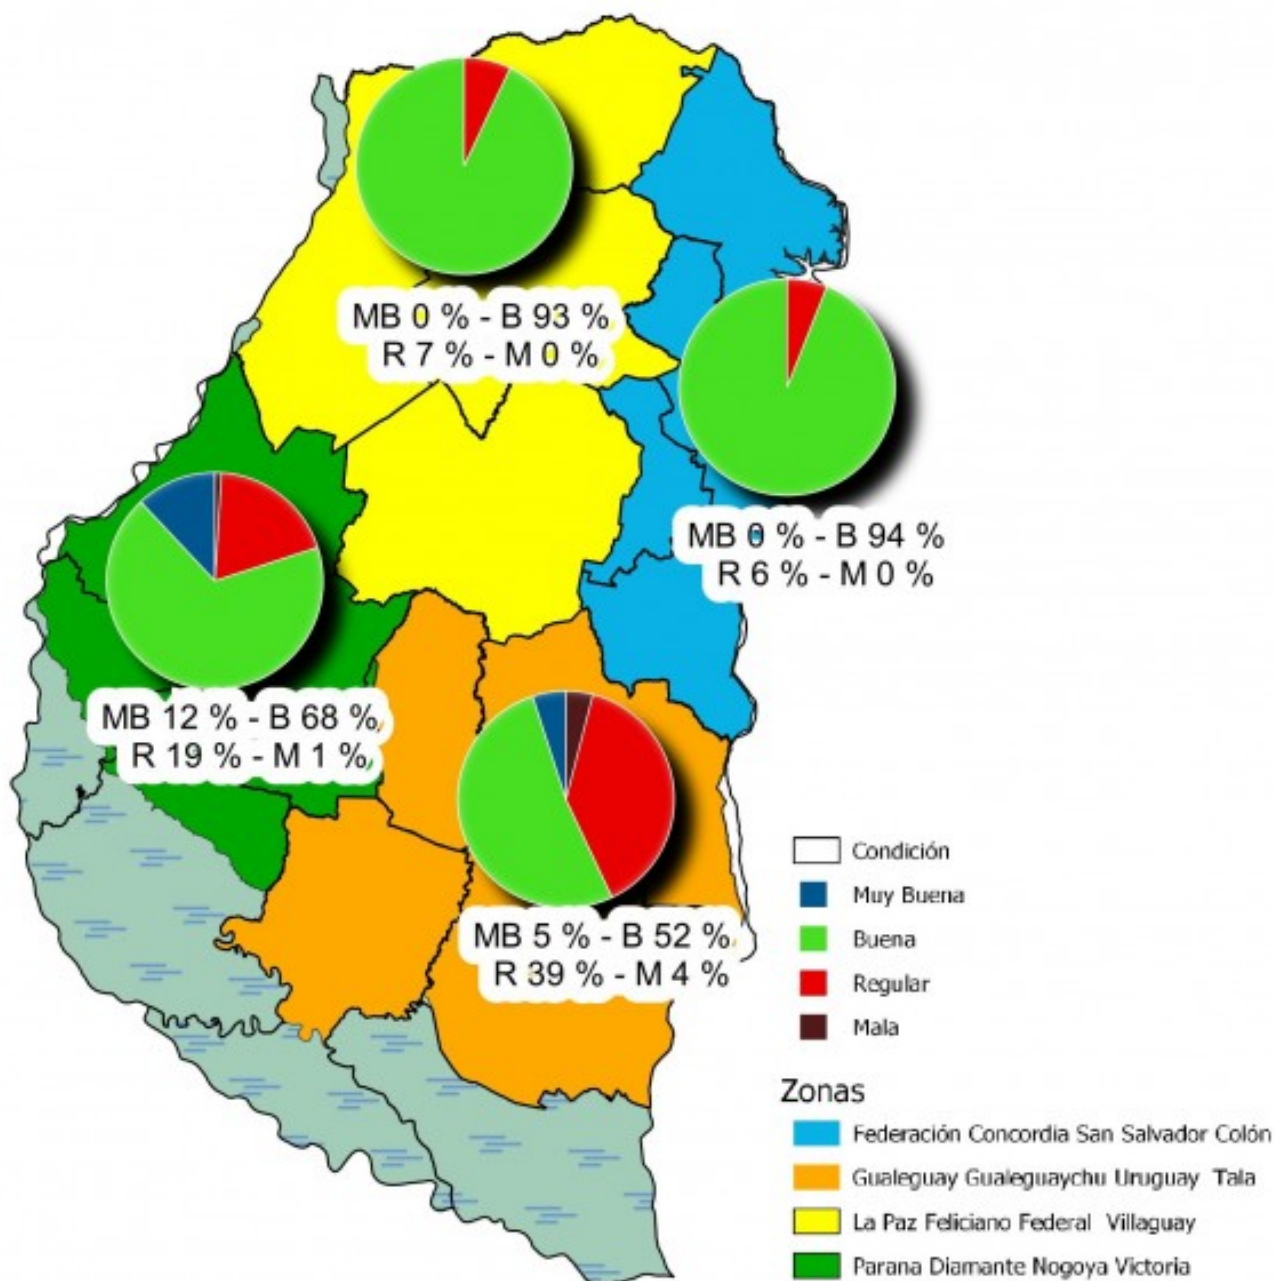 MB 0 % - B 93 %
R 7 % - M 0 %
MB 0 % - B 94 %
R 6 % - M 0 %
MB 12 % - B 68 %
R 19 % - M 1 %
MB 5 % - B 52 %
R 39 % - M 4 %
Condición
Muy Buena
Buena
Regular
Mala
Zonas
Federación Concordia San Salvador Colón
Gualeguay Gualeguaychu Uruguay Tala
La Paz Feliciano Federal Villaguay
Parana Diamante Nogoya Victoria